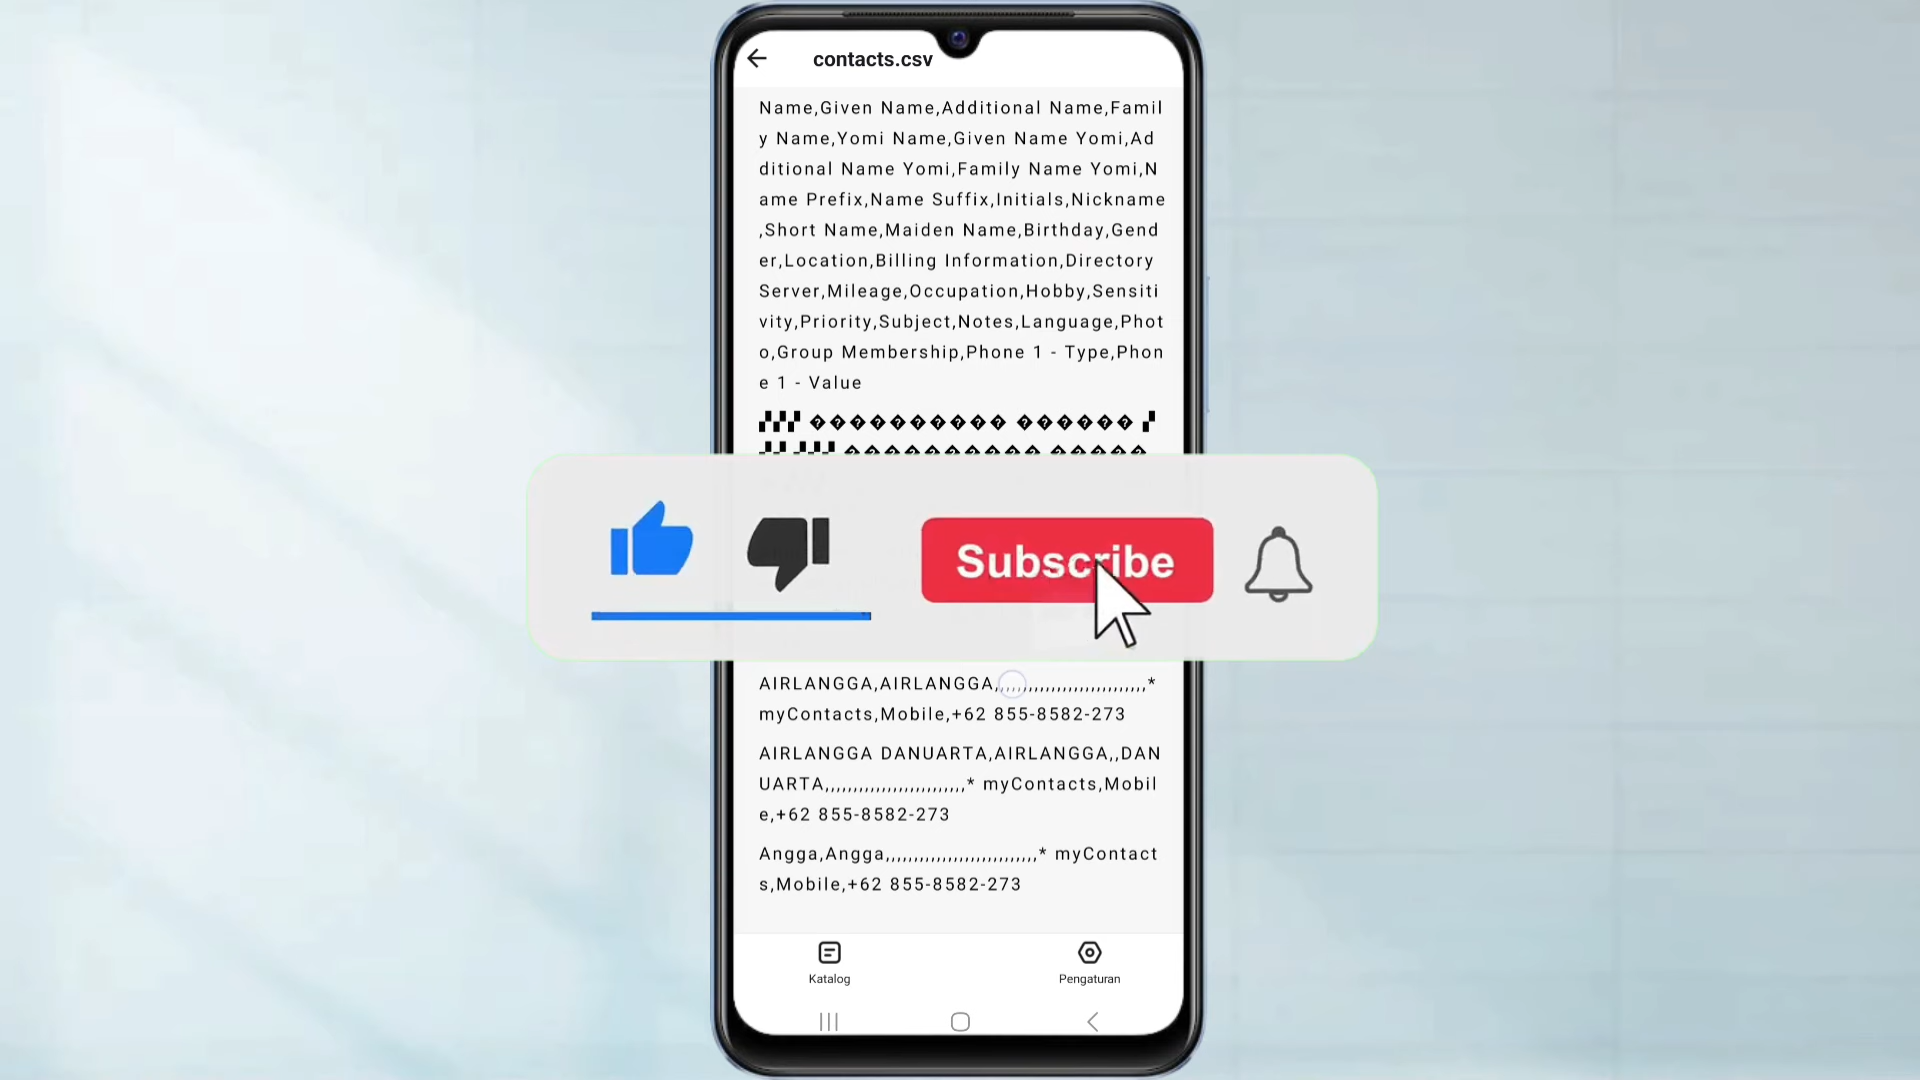 contacts.csv
Name,Given Name,Additional Name,Famil
y Name,Yomi Name,Given Name Yomi,Ad
ditional Name Yomi,Family Name Yomi,N
ame Prefix,Name Suffix,Initials,Nickname
,Short Name,Maiden Name,Birthday,Gend
er,Location,Billing Information,Directory
Server,Mileage,Occupation,Hobby,Sensiti
vity,Priority,Subject,Notes,Language,Phot
o,Group Membership,Phone 1 - Type,Phon
e 1 - Value
Subscribe
AIRLANGGA,AIRLANGGA,,,,,,,,,,,,,,,,,,,,,,,,,,,*
myContacts,Mobile,+62 855-8582-273
AIRLANGGA DANUARTA,AIRLANGGA,,DAN
UARTA,,,,,,,,,,,,,,,,,,,,,,,,,* myContacts,Mobil
e,+62 855-8582-273
Angga,Angga,,,,,,,,,,,,,,,,,,,,,,,,,,,* myContact
s,Mobile,+62 855-8582-273
Katalog
Pengaturan